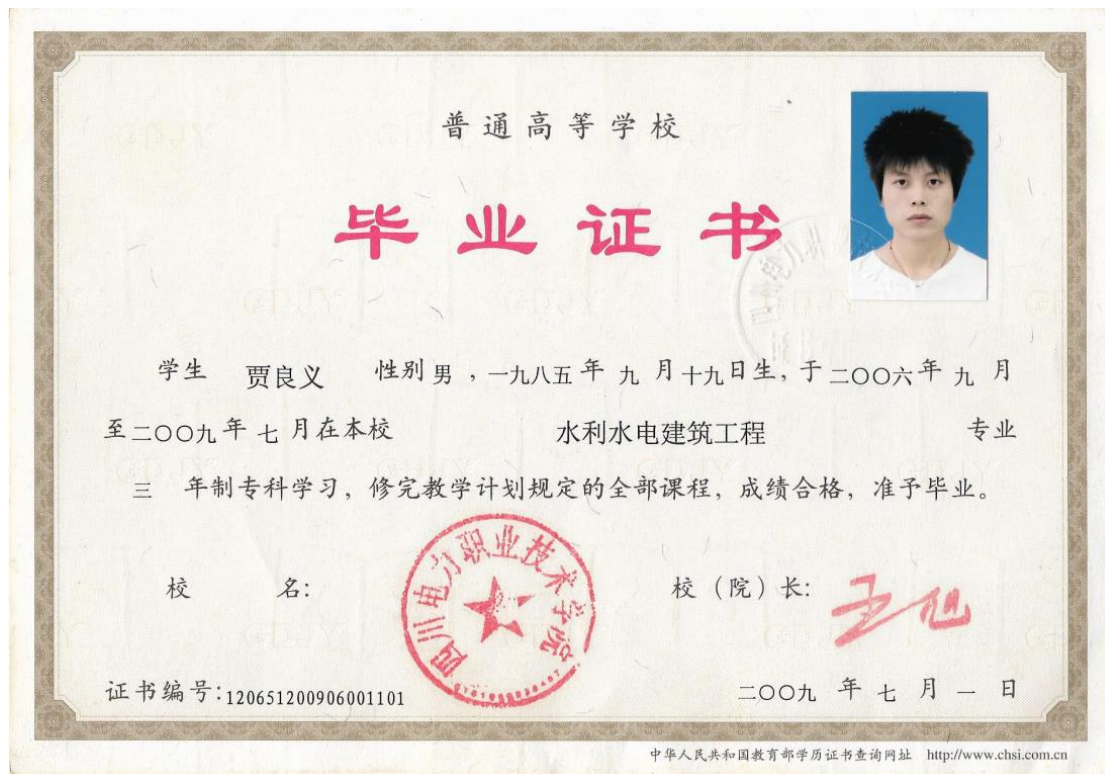 普通高等学校
毕业证书
学生 贾良义 性别 男 ，一九八五 年 九 月 十九 日生，于 二〇〇六 年 九 月
至 二〇〇九 年 七 月在本校 水利水电建筑工程 专业
三 年制专科学习，修完教学计划规定的全部课程，成绩合格，准予毕业。
校 名: 校（院）长: 王旭
四川电力职业技术学院
证书编号:120651200906001101 二〇〇九 年 七 月 一 日
中华人民共和国教育部学历证书查询网址 http://www.chsi.com.cn